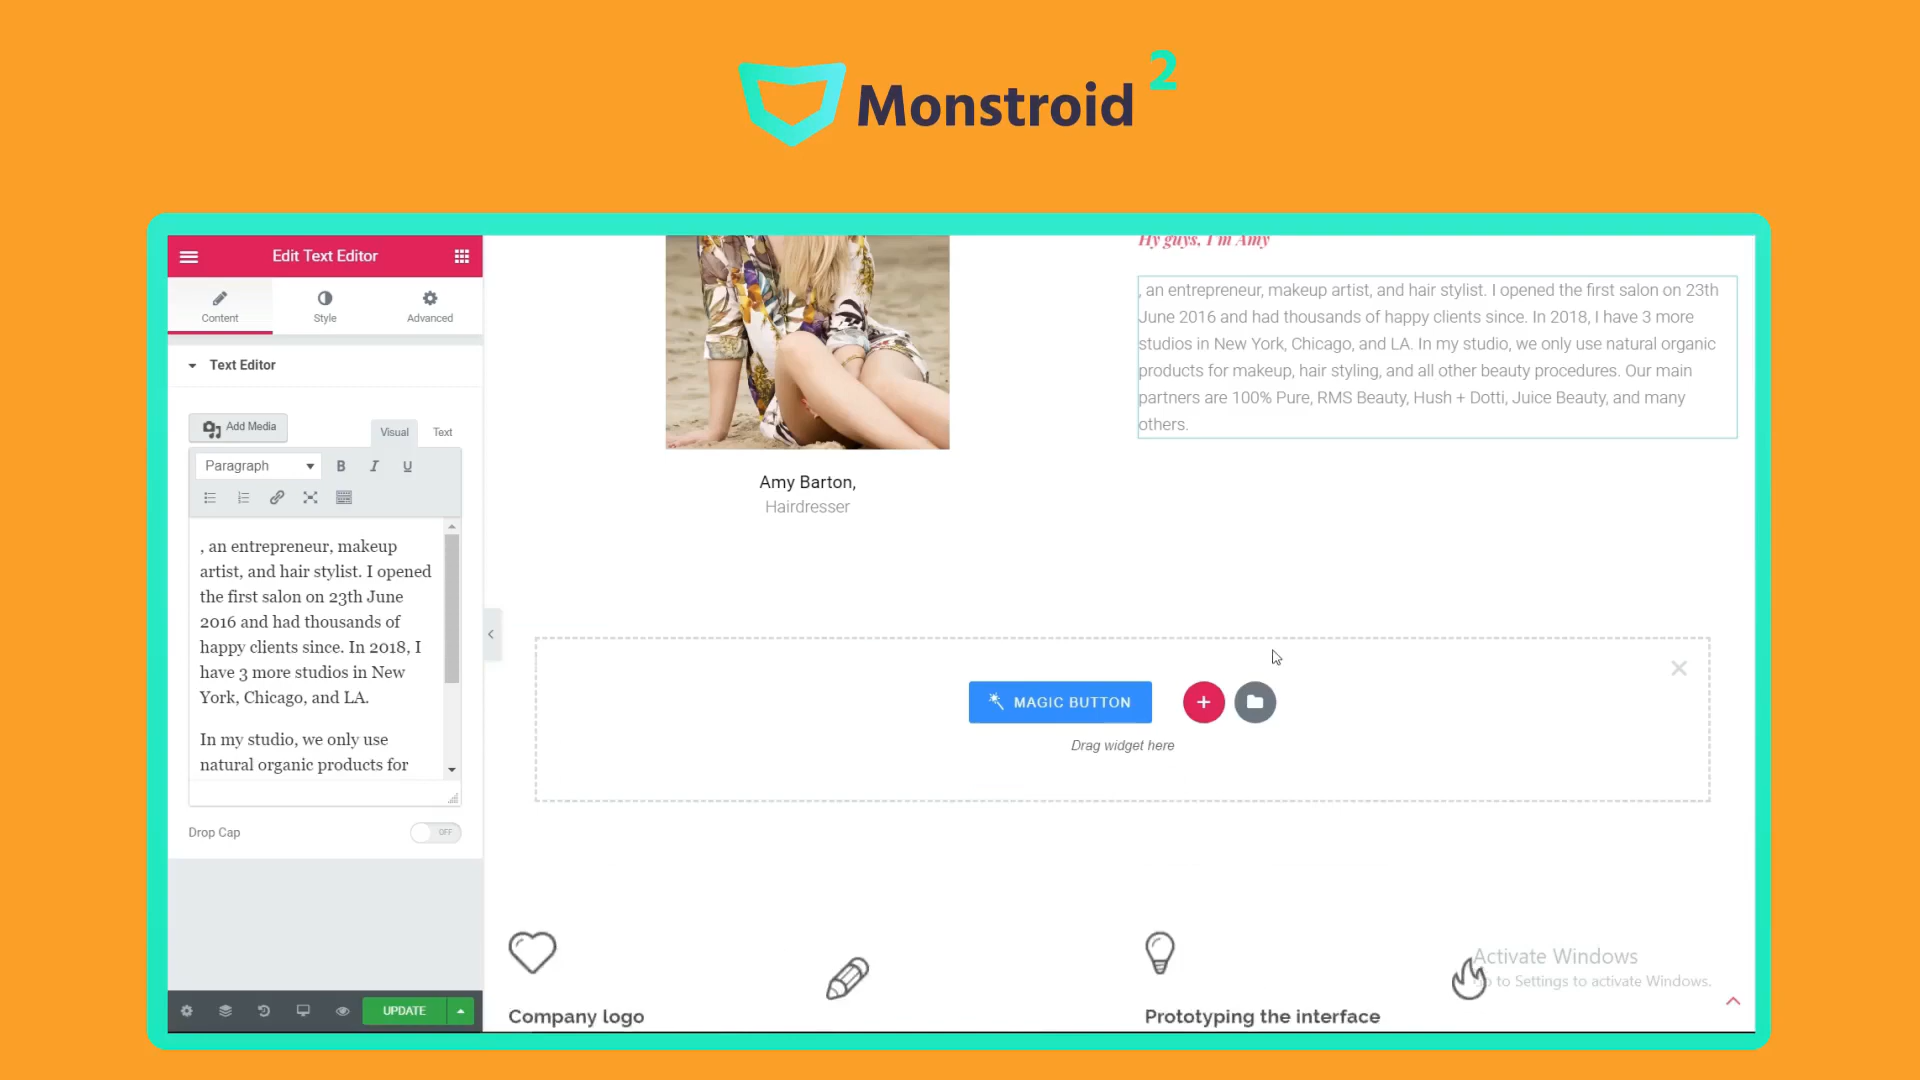 Monstroid 2
Edit Text Editor
Content
Style
Advanced
Text Editor
Add Media
Visual
Text
Paragraph
B
I
U
, an entrepreneur, makeup
artist, and hair stylist. I opened
the first salon on 23th June
2016 and had thousands of
happy clients since. In 2018, I
have 3 more studios in New
York, Chicago, and LA.
In my studio, we only use
natural organic products for
Drop Cap
OFF
UPDATE
Hy guys, I'm Amy
, an entrepreneur, makeup artist, and hair stylist. I opened the first salon on 23th
June 2016 and had thousands of happy clients since. In 2018, I have 3 more
studios in New York, Chicago, and LA. In my studio, we only use natural organic
products for makeup, hair styling, and all other beauty procedures. Our main
partners are 100% Pure, RMS Beauty, Hush + Dotti, Juice Beauty, and many
others.
Amy Barton,
Hairdresser
MAGIC BUTTON
Drag widget here
Company logo
Prototyping the interface
Activate Windows
Go to Settings to activate Windows.